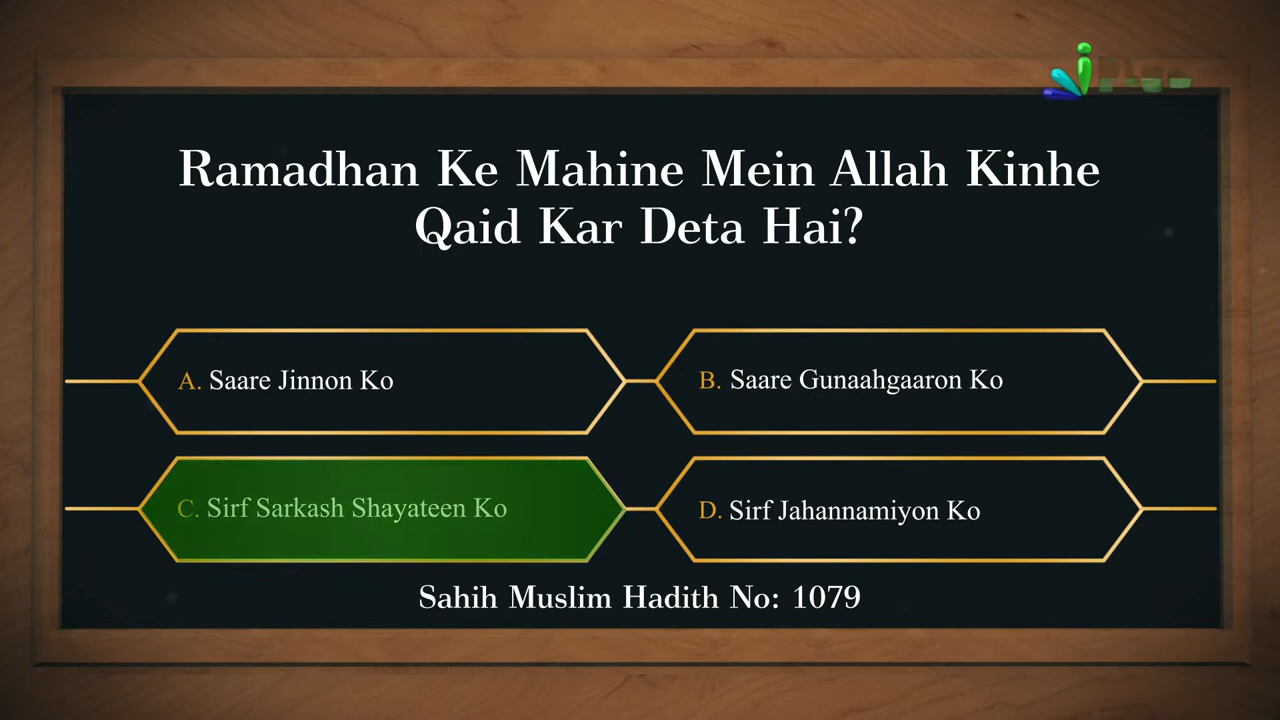 Ramadhan Ke Mahine Mein Allah Kinhe
Qaid Kar Deta Hai?
A. Saare Jinnon Ko
B. Saare Gunaahgaaron Ko
C. Sirf Sarkash Shayateen Ko
D. Sirf Jahannamiyon Ko
Sahih Muslim Hadith No: 1079